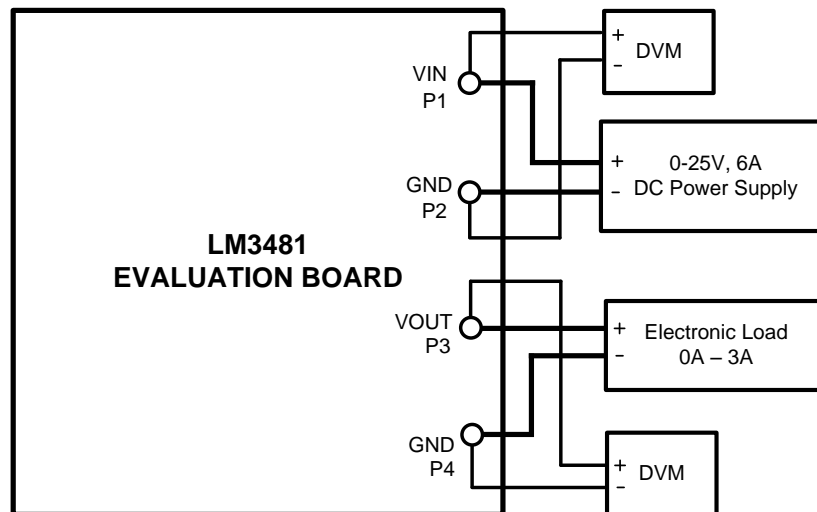 LM3481
EVALUATION BOARD
VIN
P1
GND
P2
VOUT
P3
GND
P4
+
-
DVM
+
-
0-25V, 6A
DC Power Supply
+
-
Electronic Load
0A – 3A
+
-
DVM